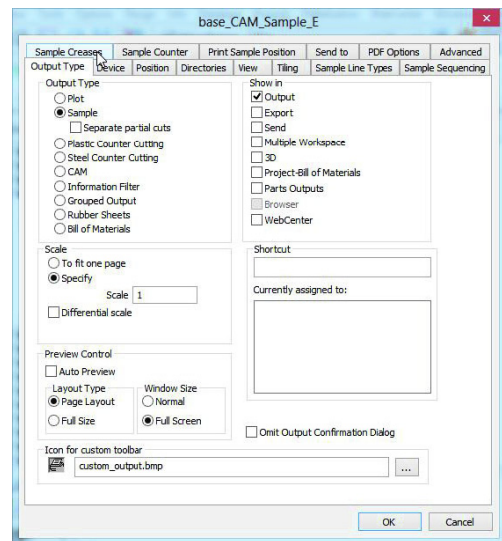 base_CAM_Sample_E
Sample Creases Sample Counter Print Sample Position Send to PDF Options Advanced
Output Type Device Position Directories View Tiling Sample Line Types Sample Sequencing
Output Type
Plot
Sample
Separate partial cuts
Plastic Counter Cutting
Steel Counter Cutting
CAM
Information Filter
Grouped Output
Rubber Sheets
Bill of Materials
Show in
Output
Export
Send
Multiple Workspace
3D
Project-Bill of Materials
Parts Outputs
Browser
WebCenter
Scale
To fit one page
Specify
Scale 1
Differential scale
Shortcut
Currently assigned to:
Preview Control
Auto Preview
Layout Type
Page Layout
Full Size
Window Size
Normal
Full Screen
Omit Output Confirmation Dialog
Icon for custom toolbar
custom_output.bmp ...
OK Cancel